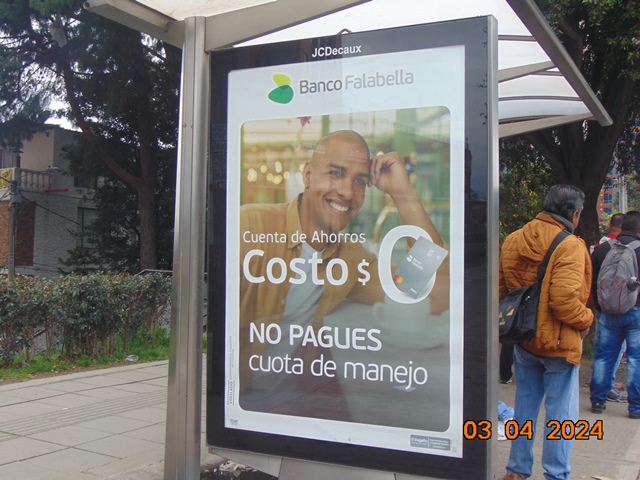 JCDecaux
Banco Falabella
Cuenta de Ahorros
Costo $0
NO PAGUES
cuota de manejo
03 04 2024